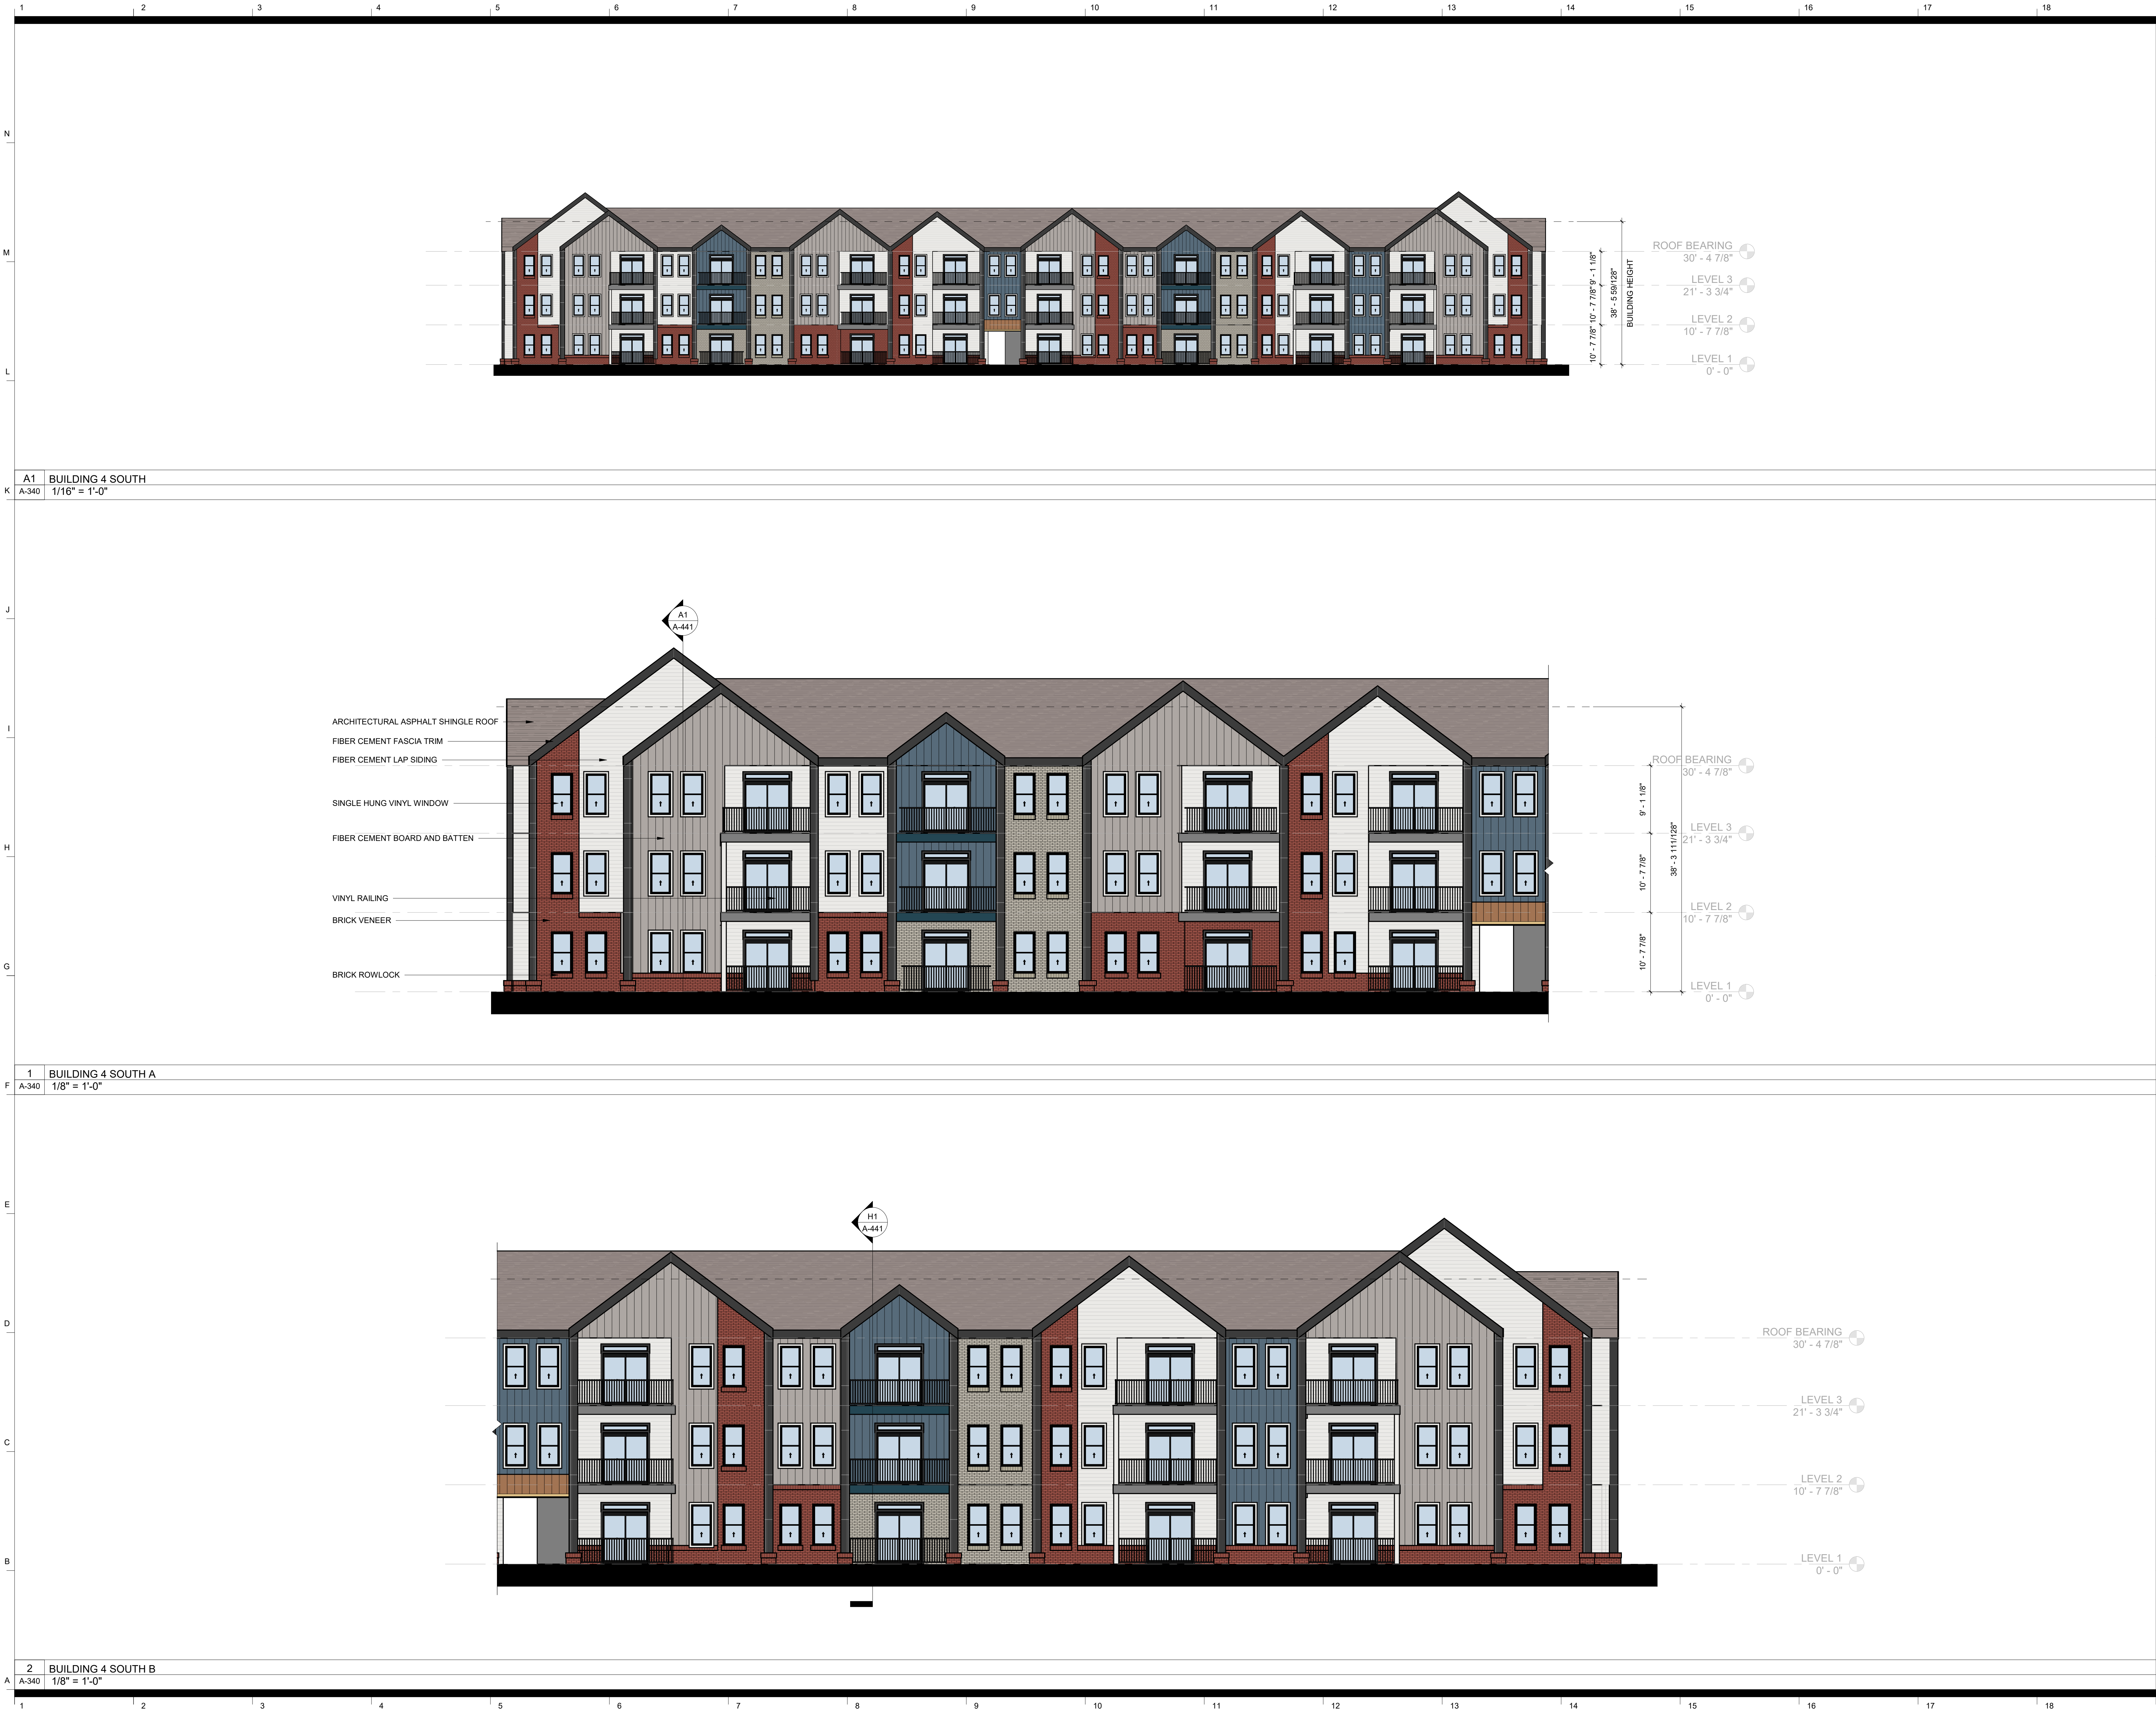 1 2 3 4 5 6 7 8 9 10 11 12 13 14 15 16 17 18
N
M
L
ROOF BEARING
30' - 4 7/8"
LEVEL 3
21' - 3 3/4"
LEVEL 2
10' - 7 7/8"
LEVEL 1
0' - 0"
9' - 1 1/8"
10' - 7 7/8"
10' - 7 7/8"
38' - 5 59/128"
BUILDING HEIGHT
A1 BUILDING 4 SOUTH
K A-340 1/16" = 1'-0"
J
I
H
G
A1
A-441
ARCHITECTURAL ASPHALT SHINGLE ROOF
FIBER CEMENT FASCIA TRIM
FIBER CEMENT LAP SIDING
SINGLE HUNG VINYL WINDOW
FIBER CEMENT BOARD AND BATTEN
VINYL RAILING
BRICK VENEER
BRICK ROWLOCK
ROOF BEARING
30' - 4 7/8"
LEVEL 3
21' - 3 3/4"
LEVEL 2
10' - 7 7/8"
LEVEL 1
0' - 0"
9' - 1 1/8"
10' - 7 7/8"
10' - 7 7/8"
38' - 3 111/128"
1 BUILDING 4 SOUTH A
F A-340 1/8" = 1'-0"
E
D
C
B
H1
A-441
ROOF BEARING
30' - 4 7/8"
LEVEL 3
21' - 3 3/4"
LEVEL 2
10' - 7 7/8"
LEVEL 1
0' - 0"
2 BUILDING 4 SOUTH B
A A-340 1/8" = 1'-0"
1 2 3 4 5 6 7 8 9 10 11 12 13 14 15 16 17 18